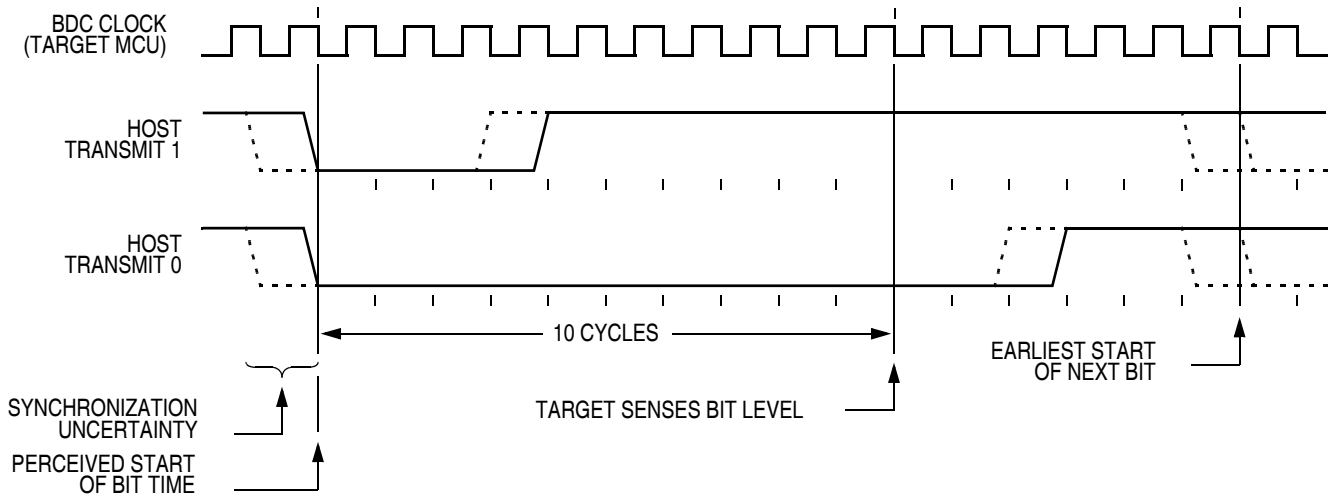 BDC CLOCK
(TARGET MCU)
HOST
TRANSMIT 1
HOST
TRANSMIT 0
10 CYCLES
EARLIEST START
OF NEXT BIT
SYNCHRONIZATION
UNCERTAINTY
TARGET SENSES BIT LEVEL
PERCEIVED START
OF BIT TIME